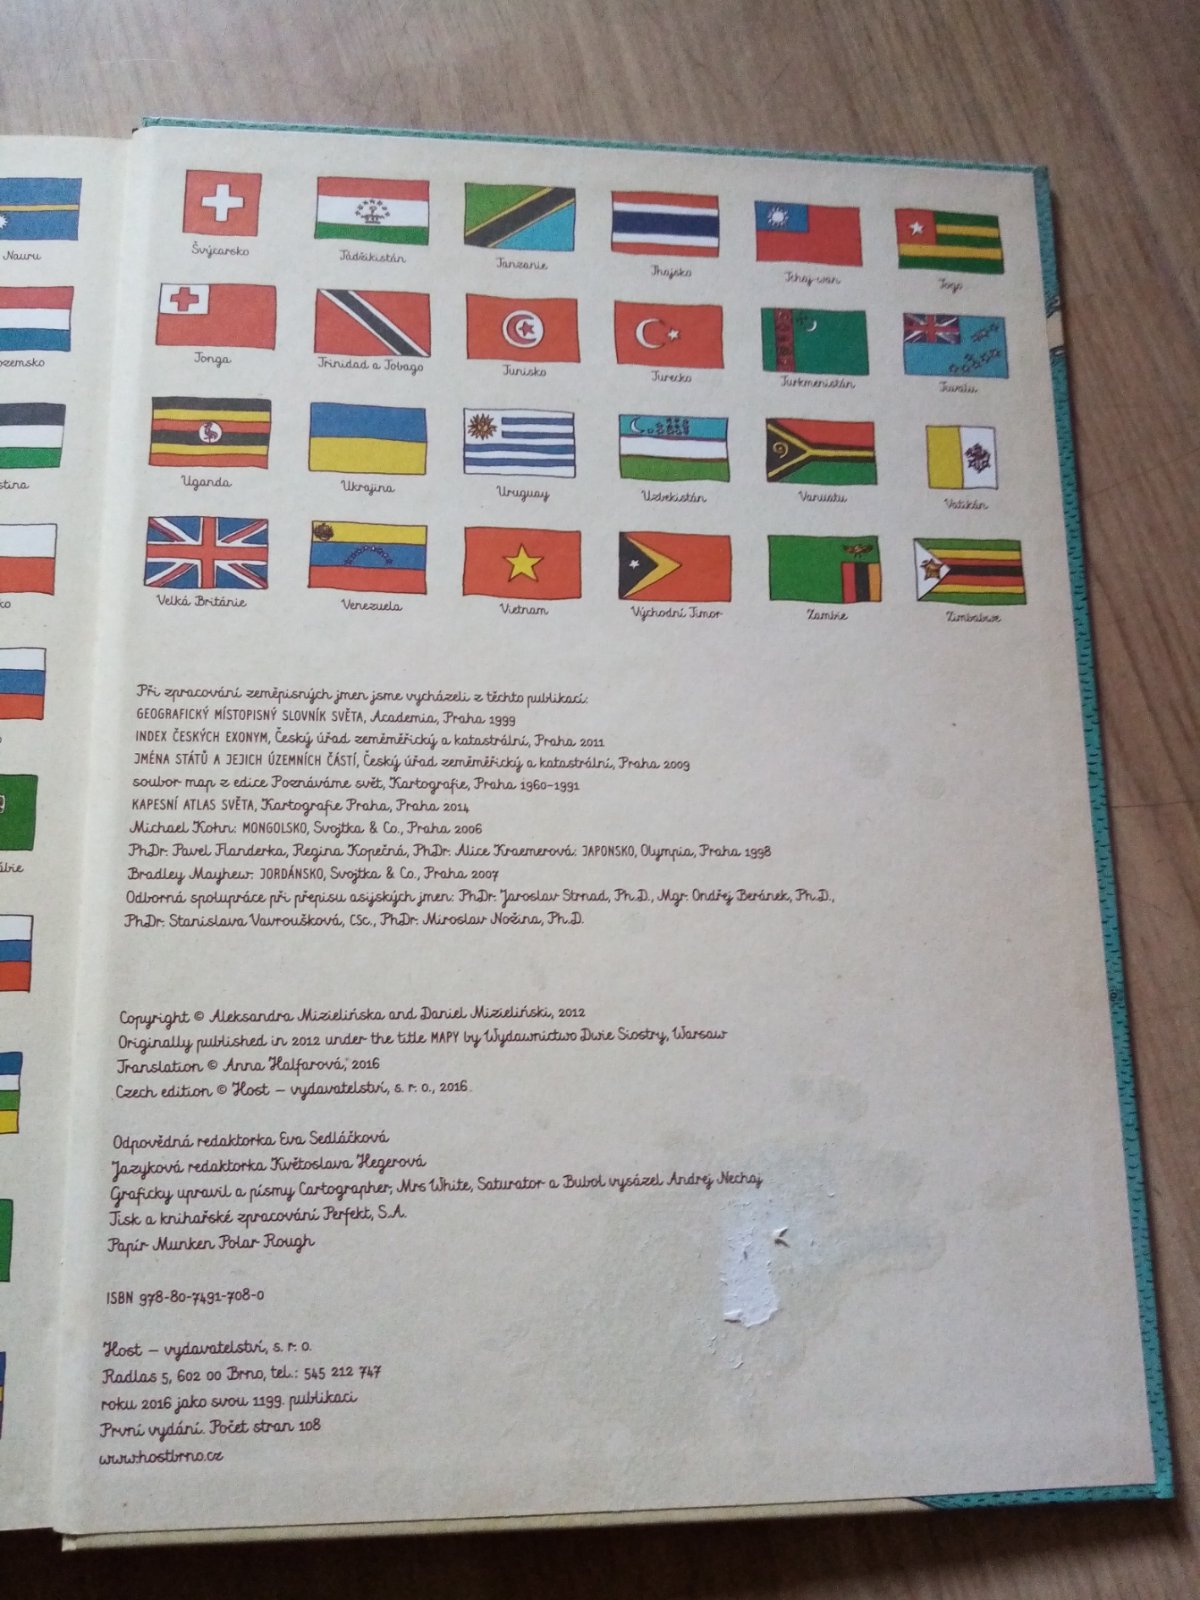 Nauru
Švýcarsko
Tádžikistán
Tanzanie
Thajsko
Tchaj-wan
Togo
Tonga
Trinidad a Tobago
Tunisko
Turecko
Turkmenistán
Tuvalu
Uganda
Ukrajina
Uruguay
Uzbekistán
Vanuatu
Vatikán
Velká Británie
Venezuela
Vietnam
Východní Timor
Zambie
Zimbabwe
Při zpracování zeměpisných jmen jsme vycházeli z těchto publikací:
GEOGRAFICKÝ MÍSTOPISNÝ SLOVNÍK SVĚTA, Academia, Praha 1999
INDEX ČESKÝCH EXONYM, Český úřad zeměměřický a katastrální, Praha 2011
JMÉNA STÁTŮ A JEJICH ÚZEMNÍCH ČÁSTÍ, Český úřad zeměměřický a katastrální, Praha 2009
soubor map z edice Poznáváme svět, Kartografie, Praha 1960–1991
KAPESNÍ ATLAS SVĚTA, Kartografie Praha, Praha 2014
Michael Kohn: MONGOLSKO, Svojtka & Co., Praha 2006
PhDr. Pavel Flanderka, Regina Kopečná, PhDr. Alice Kraemerová: JAPONSKO, Olympia, Praha 1998
Bradley Mayhew: JORDÁNSKO, Svojtka & Co., Praha 2007
Odborná spolupráce při přepisu asijských jmen: PhDr. Jaroslav Strnad, Ph.D., Mgr. Ondřej Beránek, Ph.D.,
PhDr. Stanislava Vavroušková, CSc., PhDr. Miroslav Nožina, Ph.D.
Copyright © Aleksandra Mizielińska and Daniel Mizieliński, 2012
Originally published in 2012 under the title MAPY by Wydawnictwo Dwie Siostry, Warsaw
Translation © Anna Halfarová, 2016
Czech edition © Host – vydavatelství, s. r. o., 2016
Odpovědná redaktorka Eva Sedláčková
Jazyková redaktorka Květoslava Hegerová
Graficky upravil a písmy Cartographer, Mrs White, Saturator a Bubol vysázel Andrej Nechaj
Tisk a knihařské zpracování Perfekt, S.A.
Papír Munken Polar Rough
ISBN 978-80-7491-708-0
Host – vydavatelství, s. r. o.
Radlas 5, 602 00 Brno, tel.: 545 212 747
roku 2016 jako svou 1199. publikaci
První vydání. Počet stran 108
www.hostbrno.cz